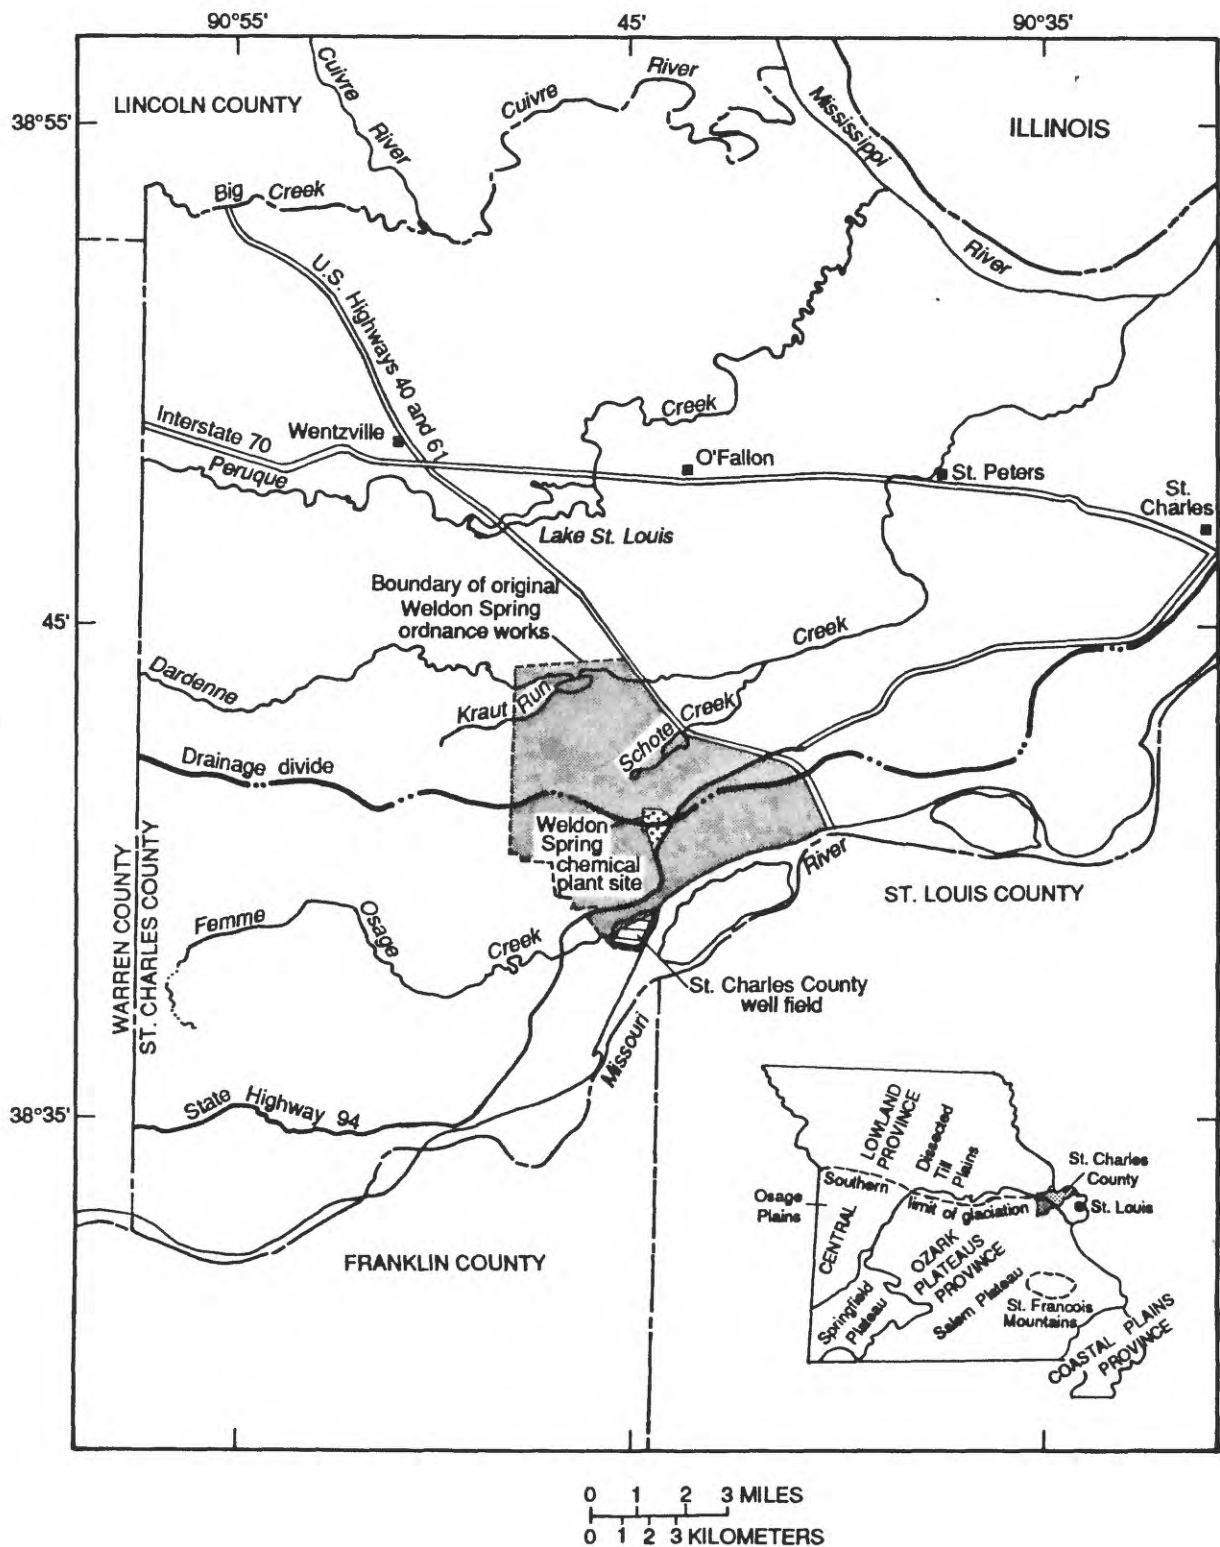 90°55'
45'
90°35'
38°55'
LINCOLN COUNTY
Cuivre
River
Cuivre
River
Mississippi
River
ILLINOIS
Big Creek
U.S. Highways 40 and 61
Interstate 70
Wentzville
Peruque
Creek
O'Fallon
St. Peters
St.
Charles
Lake St. Louis
Boundary of original
Weldon Spring
ordnance works
45'
Creek
Dardenne
Kraut Run
Schote Creek
Drainage divide
Weldon
Spring
chemical
plant site
River
ST. LOUIS COUNTY
WARREN COUNTY
ST. CHARLES COUNTY
Femme
Osage
Creek
St. Charles County
well field
Missouri
38°35'
State Highway 94
FRANKLIN COUNTY
LOWLAND
PROVINCE
Dissected
Till
Plains
St. Charles
County
Osage
Plains
Southern
limit of glaciation
St. Louis
CENTRAL
OZARK
PLATEAUS
PROVINCE
Springfield
Plateau
Salem Plateau
St. Francois
Mountains
COASTAL PLAINS
PROVINCE
0 1 2 3 MILES
0 1 2 3 KILOMETERS